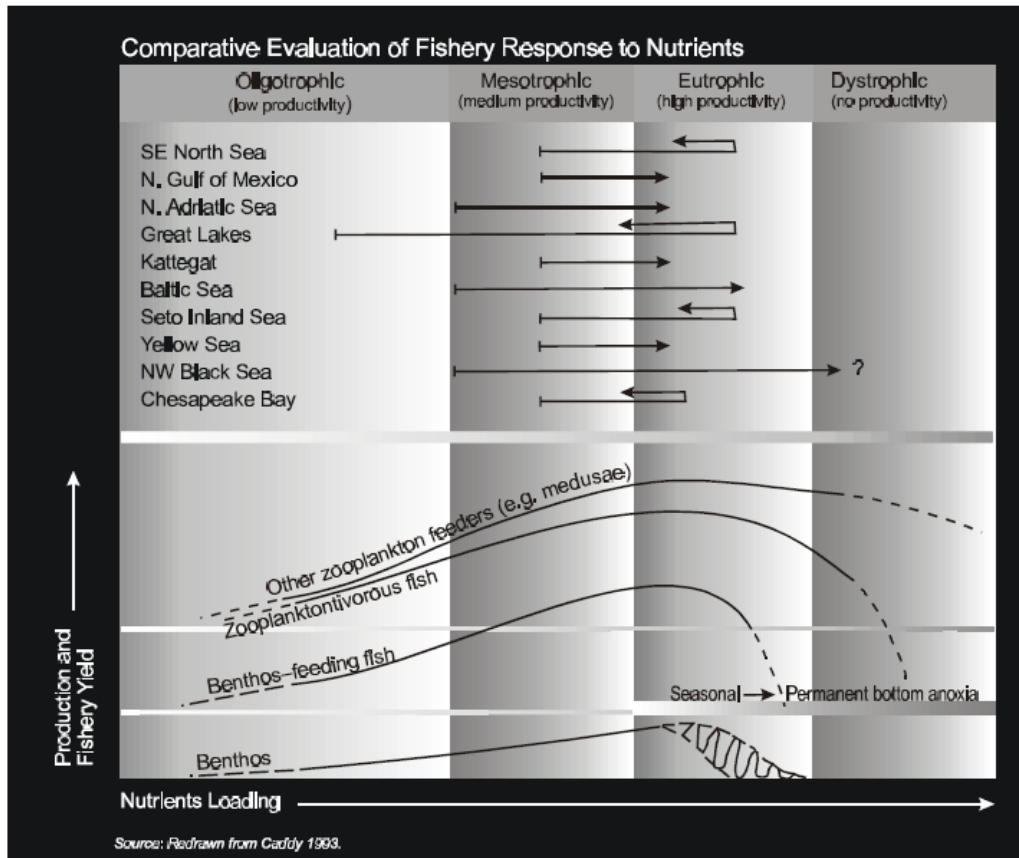 Comparative Evaluation of Fishery Response to Nutrients
Oligotrophic
(low productivity)
Mesotrophic
(medium productivity)
Eutrophic
(high productivity)
Dystrophic
(no productivity)
SE North Sea
N. Gulf of Mexico
N. Adriatic Sea
Great Lakes
Kattegat
Baltic Sea
Seto Inland Sea
Yellow Sea
NW Black Sea
?
Chesapeake Bay
Production and
Fishery Yield
Other zooplankton feeders (e.g. medusae)
Zooplanktontivorous fish
Benthos-feeding fish
Seasonal
Permanent bottom anoxia
Benthos
Nutrients Loading
Source: Redrawn from Caddy 1993.